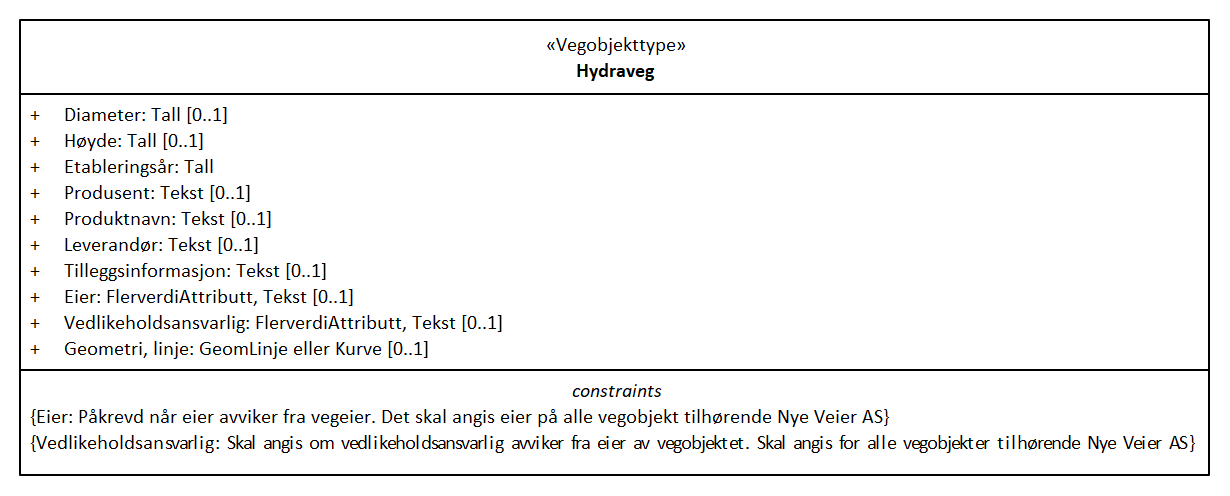 «Vegobjekttype»
Hydraveg
+ Diameter: Tall [0..1]
+ Høyde: Tall [0..1]
+ Etableringsår: Tall
+ Produsent: Tekst [0..1]
+ Produktnavn: Tekst [0..1]
+ Leverandør: Tekst [0..1]
+ Tilleggsinformasjon: Tekst [0..1]
+ Eier: FlerverdiAttributt, Tekst [0..1]
+ Vedlikeholdsansvarlig: FlerverdiAttributt, Tekst [0..1]
+ Geometri, linje: GeomLinje eller Kurve [0..1]
constraints
{Eier: Påkrevd når eier avviker fra vegeier. Det skal angis eier på alle vegobjekt tilhørende Nye Veier AS}
{Vedlikeholdsansvarlig: Skal angis om vedlikeholdsansvarlig avviker fra eier av vegobjektet. Skal angis for alle vegobjekter tilhørende Nye Veier AS}